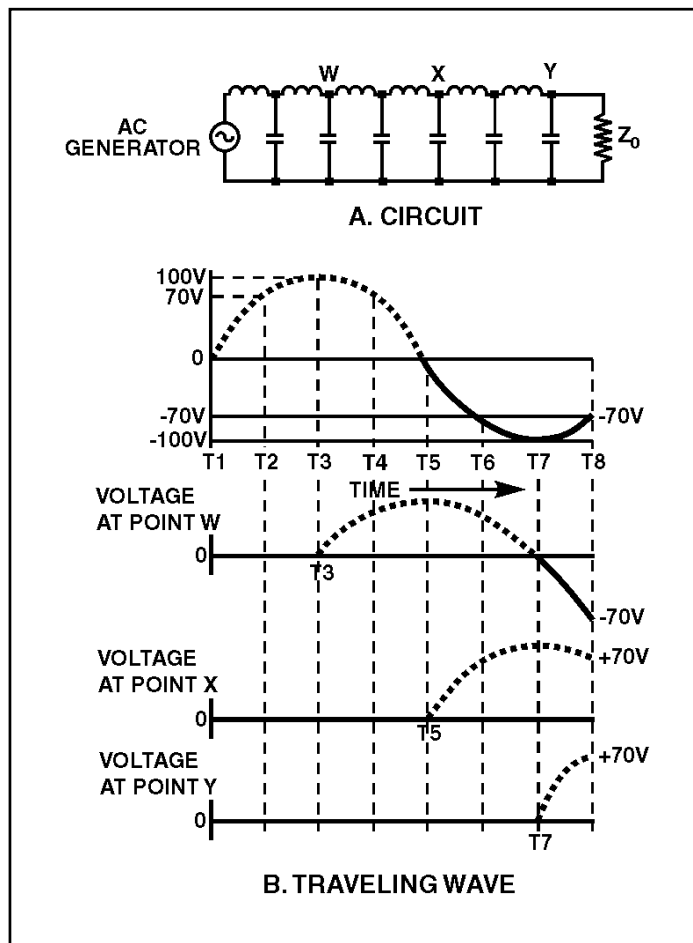 W X Y
AC
GENERATOR
Z0
A. CIRCUIT
100V
70V
0
-70V -70V
-100V
T1 T2 T3 T4 T5 T6 T7 T8
TIME
VOLTAGE
AT POINT W
0
T3
-70V
VOLTAGE
AT POINT X
+70V
0
T5
VOLTAGE
AT POINT Y
+70V
0
T7
B. TRAVELING WAVE